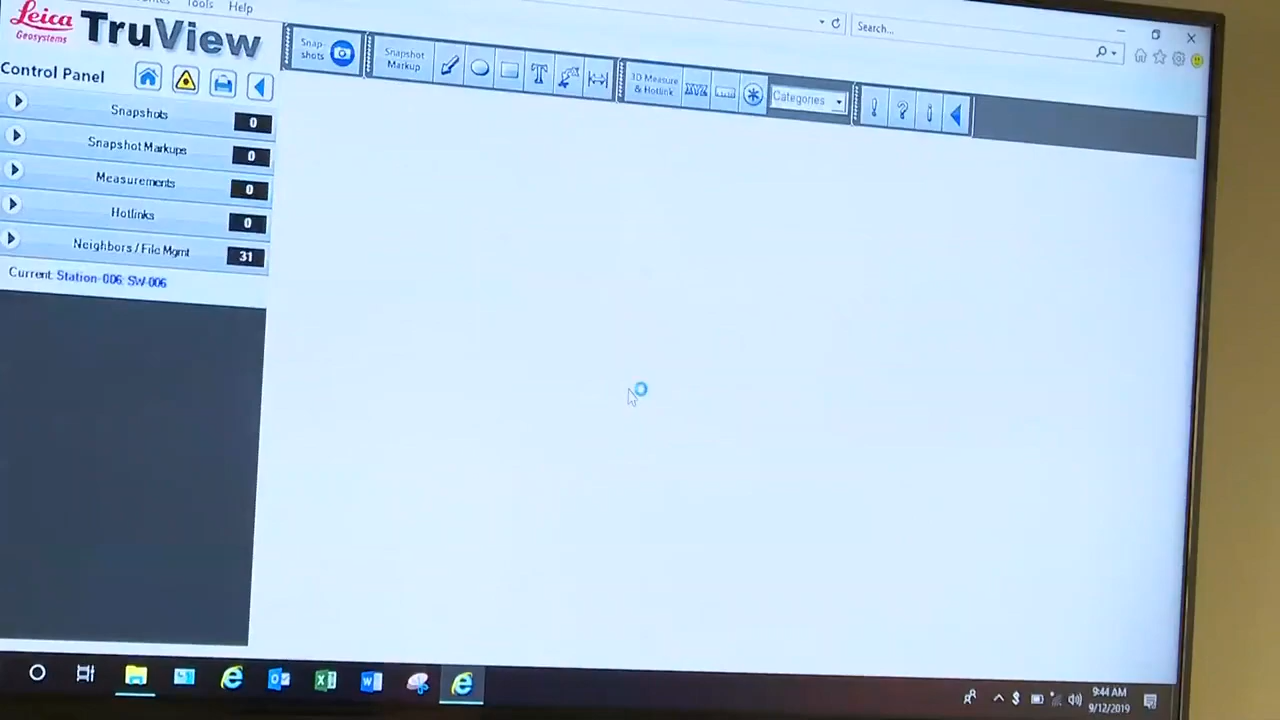 Tools Help
Search...
Leica
Geosystems
TruView
Snap
shots
Snapshot
Markup
T
3D Measure
& Hotlink
XYZ
Categories
! ? i
Control Panel
Snapshots 0
Snapshot Markups 0
Measurements 0
Hotlinks 0
Neighbors / File Mgmt 31
Current: Station-006: SW-006
9:44 AM
9/12/2019